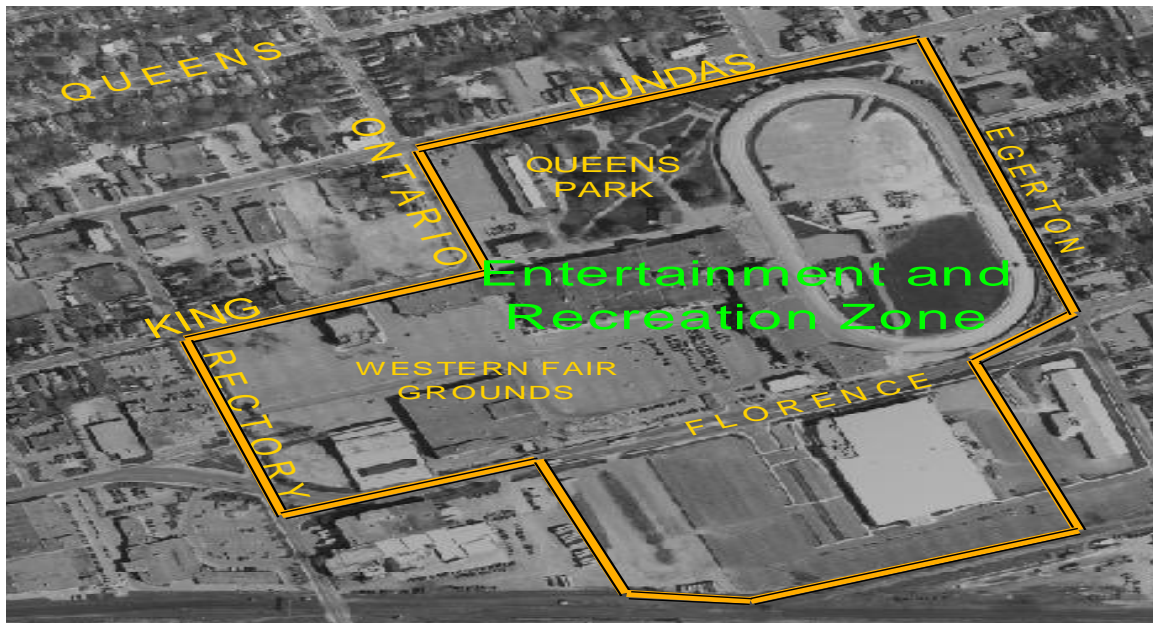 QUEENS
DUNDAS
ONTARIO
EGERTON
QUEENS
PARK
Entertainment and
Recreation Zone
KING
RECTORY
WESTERN FAIR
GROUNDS
FLORENCE